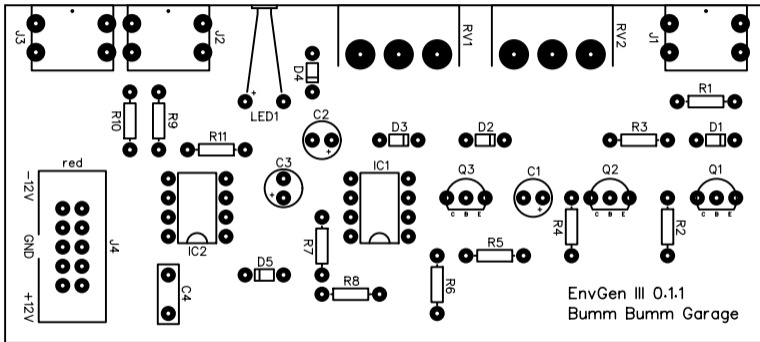 J3
J2
RV1
RV2
J1
D4
+
LED1
R1
R10
R9
R11
C2
+
D3
D2
R3
D1
red
C3
+
IC1
Q3
C B E
C1
+
Q2
C B E
Q1
C B E
-12V
GND
+12V
J4
IC2
R7
R4
R2
D5
R5
C4
R8
R6
EnvGen III 0.1.1
Bumm Bumm Garage